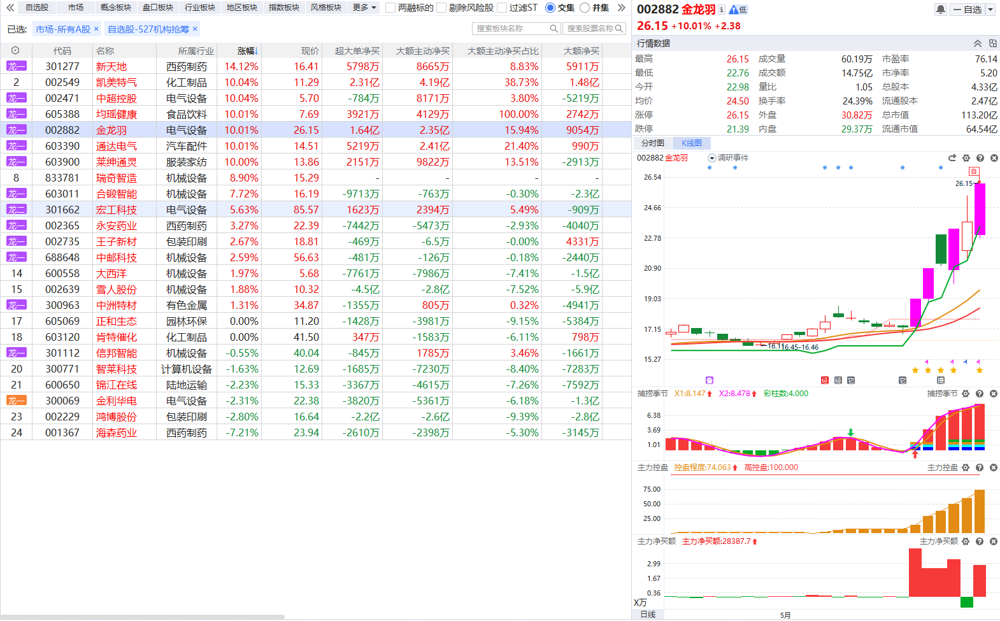 自选股 市场 概念板块 盘口板块 行业板块 地区板块 指数板块 风格板块 更多 两融标的 剔除风险股 过滤ST 交集 并集
已选: 市场-所有A股 × 自选股-527机构抢筹 × 搜索板块名称 搜索股票名称
代码 名称 所属行业 涨幅↓ 现价 超大单净买 大额主动净买 大额主动净买占比 大额净买
龙一 301277 新天地 西药制药 14.12% 16.41 5798万 8665万 8.83% 5911万
2 002549 凯美特气 化工制品 10.04% 11.29 2.31亿 4.19亿 38.73% 1.48亿
龙一 002471 中超控股 电气设备 10.04% 5.70 -784万 8171万 3.80% -5219万
龙一 605388 均瑶健康 食品饮料 10.01% 7.69 3921万 4129万 100.00% 2742万
龙一 002882 金龙羽 电气设备 10.01% 26.15 1.64亿 2.35亿 15.94% 9054万
龙一 603390 通达电气 汽车配件 10.01% 14.51 5219万 2.41亿 21.40% 990万
龙一 603900 莱绅通灵 服装家纺 10.00% 13.86 2151万 9822万 13.51% -2913万
8 833781 瑞奇智造 机械设备 8.90% 15.29 - - - -
龙一 603011 合锻智能 机械设备 7.72% 16.19 -9713万 -763万 -0.30% -2.3亿
龙一 301662 宏工科技 电气设备 5.63% 85.57 1623万 2394万 5.49% -909万
龙一 002365 永安药业 西药制药 3.27% 22.39 -7442万 -5473万 -2.93% -4040万
龙一 002735 王子新材 包装印刷 2.67% 18.81 -469万 -6.5万 -0.00% 4331万
龙一 688648 中邮科技 机械设备 2.59% 56.63 -481万 -126万 -0.18% -2440万
14 600558 大西洋 机械设备 1.97% 5.68 -7761万 -7986万 -7.41% -1.5亿
15 002639 雪人股份 机械设备 1.88% 10.32 -4.5亿 -2.8亿 -7.52% -5.9亿
龙一 300963 中洲特材 有色金属 1.31% 34.87 -1355万 805万 0.32% -4941万
17 605069 正和生态 园林环保 0.00% 11.20 -1428万 -3981万 -9.15% -5384万
18 603120 肯特催化 化工制品 0.00% 41.50 347万 -1583万 -6.11% 798万
龙一 301112 信邦智能 机械设备 -0.55% 40.04 -845万 1785万 3.46% -1661万
20 300771 智莱科技 计算机设备 -1.63% 12.69 -1685万 -7230万 -8.40% -7283万
21 600650 锦江在线 陆地运输 -2.23% 15.33 -3367万 -4615万 -7.26% -7592万
龙一 300069 金利华电 电气设备 -2.31% 22.38 -3820万 -5361万 -6.18% -1.3亿
23 002229 鸿博股份 包装印刷 -2.80% 16.64 -2.2亿 -2.6亿 -9.39% -2.8亿
24 001367 海森药业 西药制药 -7.21% 23.94 -2610万 -2398万 -5.30% -3145万
002882 金龙羽 低 自选
26.15 +10.01% +2.38
行情数据
最高 26.15 成交量 60.19万 市盈率 76.14
最低 22.76 成交额 14.75亿 市净率 5.20
今开 22.98 量比 1.05 总股本 4.33亿
均价 24.50 换手率 24.39% 流通股本 2.47亿
涨停 26.15 外盘 30.82万 总市值 113.20亿
跌停 21.39 内盘 29.37万 流通市值 64.54亿
分时图 K线图
002882 金龙羽 调研事件
自
26.54
26.15
24.66
22.78
20.90
19.03
17.15
16.11 16.45-16.46
15.27
捕捞季节 X1:8.147 X2:8.478 彩柱数:4.000 捕捞季节
6.38
3.69
1.01
主力控盘 控盘程度:74.063 高控盘:100.000 主力控盘
75.00
50.00
25.00
主力净买额 主力净买额:28387.7 主力净买额
2.99
1.67
0.36
X万
日线 5月